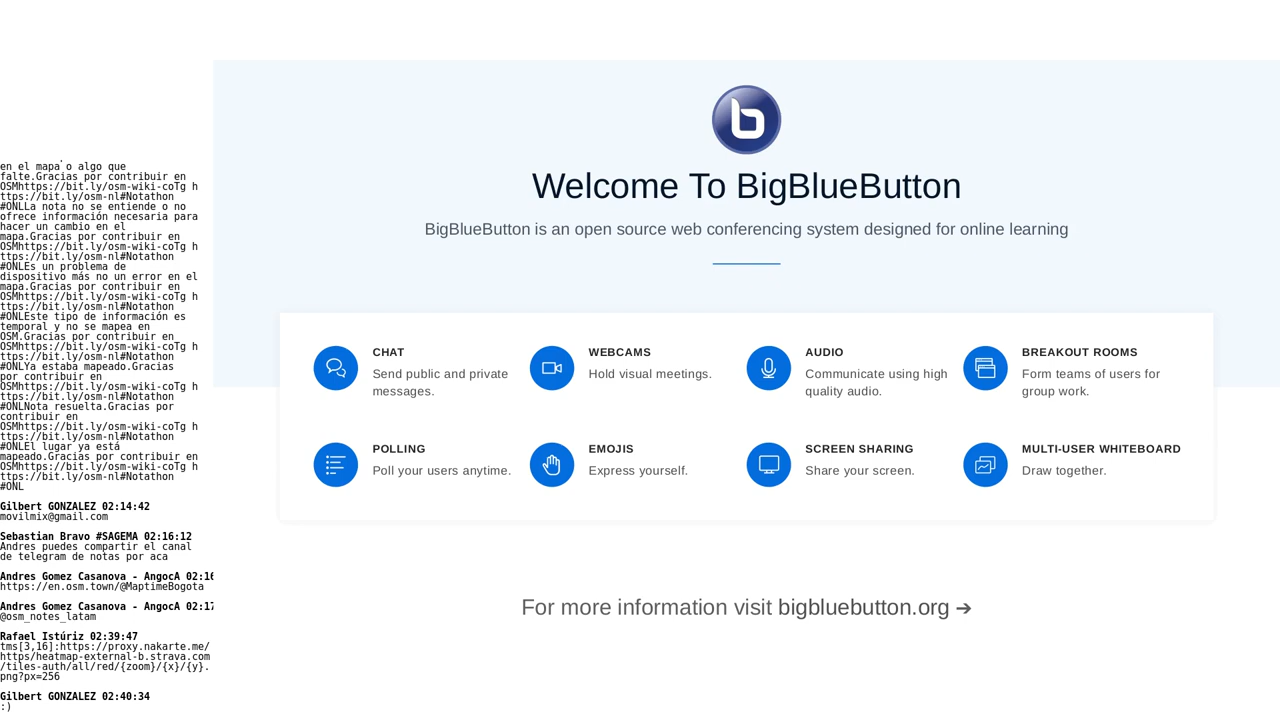 en el mapa o algo que
falte.Gracias por contribuir en
OSMhttps://bit.ly/osm-wiki-coTg h
ttps://bit.ly/osm-nl#Notathon
#ONLLa nota no se entiende o no
ofrece información necesaria para
hacer un cambio en el
mapa.Gracias por contribuir en
OSMhttps://bit.ly/osm-wiki-coTg h
ttps://bit.ly/osm-nl#Notathon
#ONLEs un problema de
dispositivo más no un error en el
mapa.Gracias por contribuir en
OSMhttps://bit.ly/osm-wiki-coTg h
ttps://bit.ly/osm-nl#Notathon
#ONLEste tipo de información es
temporal y no se mapea en
OSM.Gracias por contribuir en
OSMhttps://bit.ly/osm-wiki-coTg h
ttps://bit.ly/osm-nl#Notathon
#ONLYa estaba mapeado.Gracias
por contribuir en
OSMhttps://bit.ly/osm-wiki-coTg h
ttps://bit.ly/osm-nl#Notathon
#ONLNota resuelta.Gracias por
contribuir en
OSMhttps://bit.ly/osm-wiki-coTg h
ttps://bit.ly/osm-nl#Notathon
#ONLEl lugar ya está
mapeado.Gracias por contribuir en
OSMhttps://bit.ly/osm-wiki-coTg h
ttps://bit.ly/osm-nl#Notathon
#ONL
Gilbert GONZALEZ 02:14:42
movilmix@gmail.com
Sebastian Bravo #SAGEMA 02:16:12
Andres puedes compartir el canal
de telegram de notas por aca
Andres Gomez Casanova - AngocA 02:16
https://en.osm.town/@MaptimeBogota
Andres Gomez Casanova - AngocA 02:17
@osm_notes_latam
Rafael Istúriz 02:39:47
tms[3,16]:https://proxy.nakarte.me/
https/heatmap-external-b.strava.com
/tiles-auth/all/red/{zoom}/{x}/{y}.
png?px=256
Gilbert GONZALEZ 02:40:34
:)
Welcome To BigBlueButton
BigBlueButton is an open source web conferencing system designed for online learning
CHAT
Send public and private
messages.
WEBCAMS
Hold visual meetings.
AUDIO
Communicate using high
quality audio.
BREAKOUT ROOMS
Form teams of users for
group work.
POLLING
Poll your users anytime.
EMOJIS
Express yourself.
SCREEN SHARING
Share your screen.
MULTI-USER WHITEBOARD
Draw together.
For more information visit bigbluebutton.org ➔